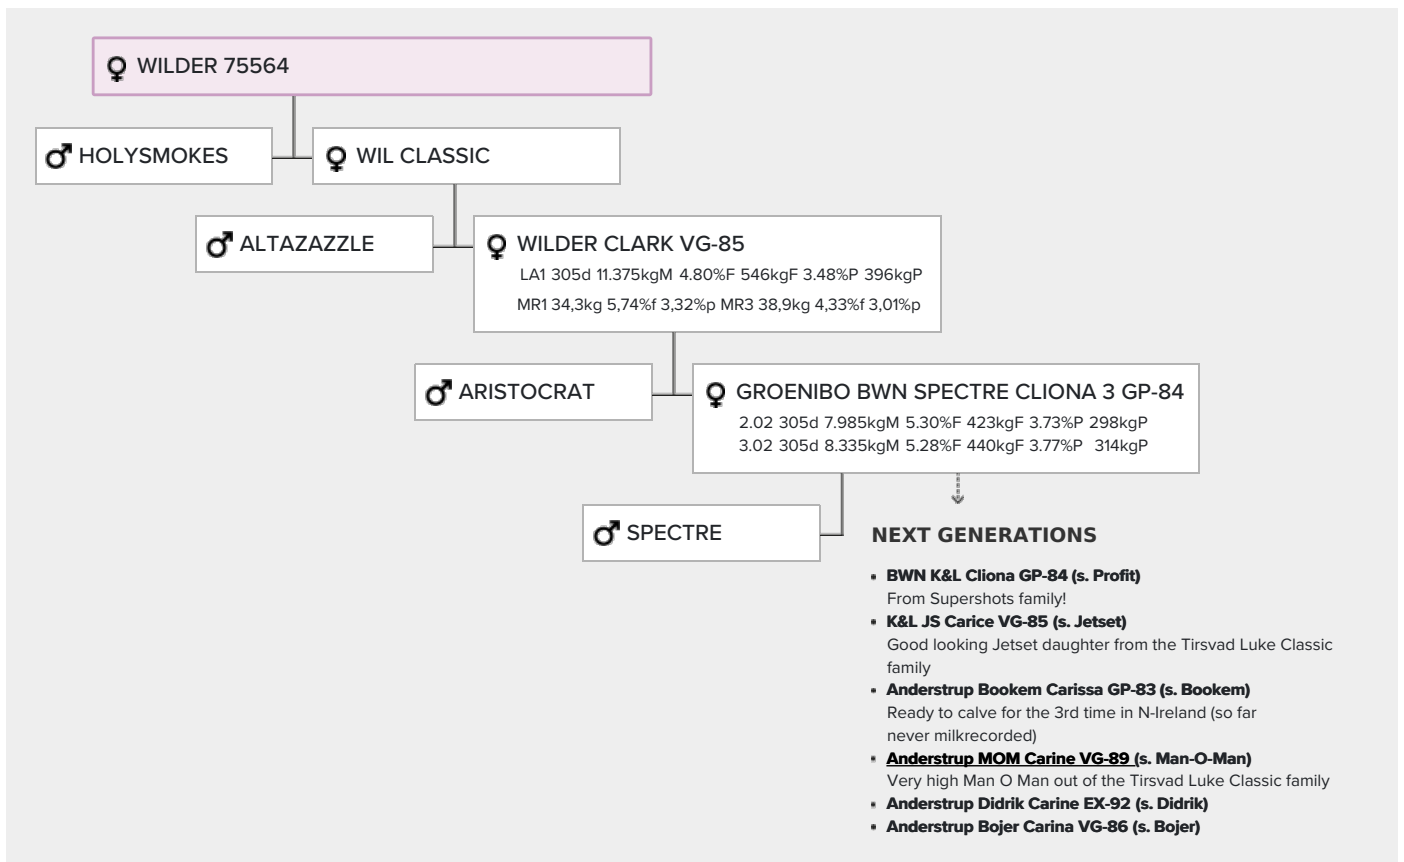 WILDER 75564
HOLYSMOKES
WIL CLASSIC
ALTAZAZZLE
WILDER CLARK VG-85
LA1 305d 11.375kgM 4.80%F 546kgF 3.48%P 396kgP
MR1 34,3kg 5,74%f 3,32%p MR3 38,9kg 4,33%f 3,01%p
ARISTOCRAT
GROENIBO BWN SPECTRE CLIONA 3 GP-84
2.02 305d 7.985kgM 5.30%F 423kgF 3.73%P 298kgP
3.02 305d 8.335kgM 5.28%F 440kgF 3.77%P 314kgP
SPECTRE
NEXT GENERATIONS
BWN K&L Cliona GP-84 (s. Profit)
From Supershots family!
K&L JS Carice VG-85 (s. Jetset)
Good looking Jetset daughter from the Tirsvad Luke Classic
family
Anderstrup Bookem Carissa GP-83 (s. Bookem)
Ready to calve for the 3rd time in N-Ireland (so far
never milkrecorded)
Anderstrup MOM Carine VG-89 (s. Man-O-Man)
Very high Man O Man out of the Tirsvad Luke Classic family
Anderstrup Didrik Carine EX-92 (s. Didrik)
Anderstrup Bojer Carina VG-86 (s. Bojer)